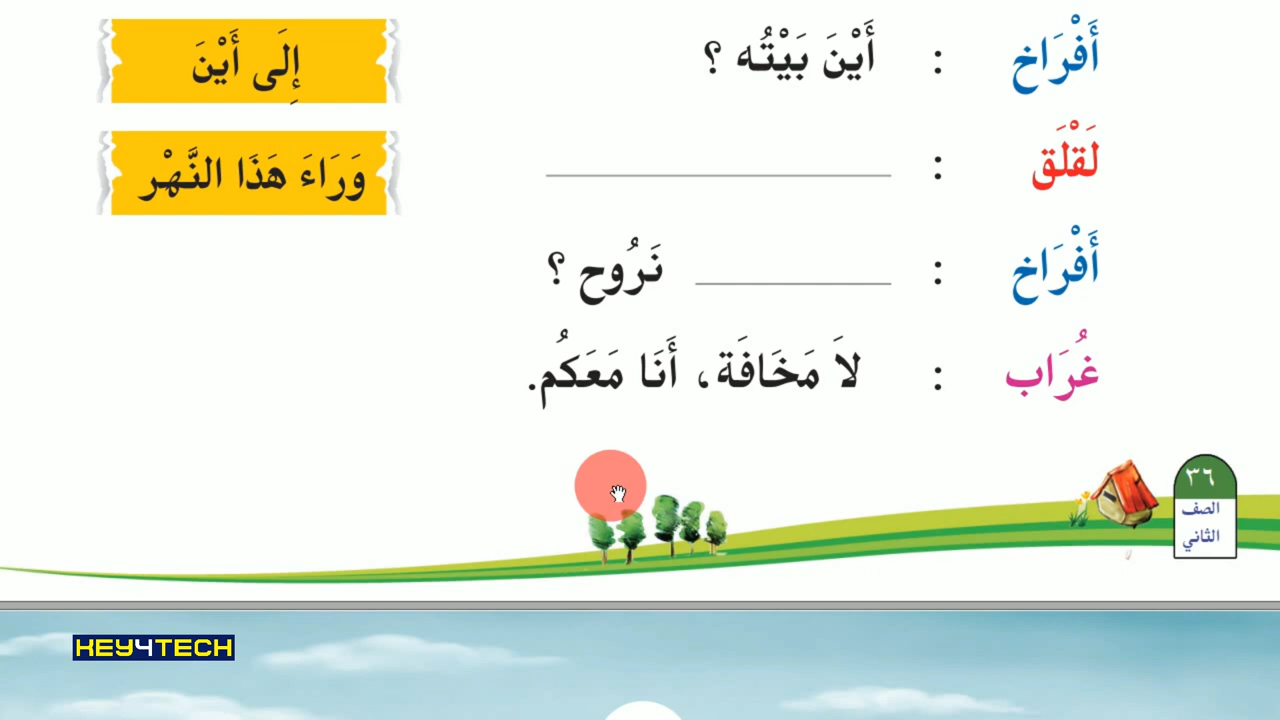 أَفْرَاخ : أَيْنَ بَيْتُه ؟
لَقْلَق :
أَفْرَاخ : نَرُوح ؟
غُرَاب : لاَ مَخَافَة، أَنَا مَعَكُم.
إِلَى أَيْنَ
وَرَاءَ هَذَا النَّهْر
٣٦
الصف
الثاني
KEY4TECH